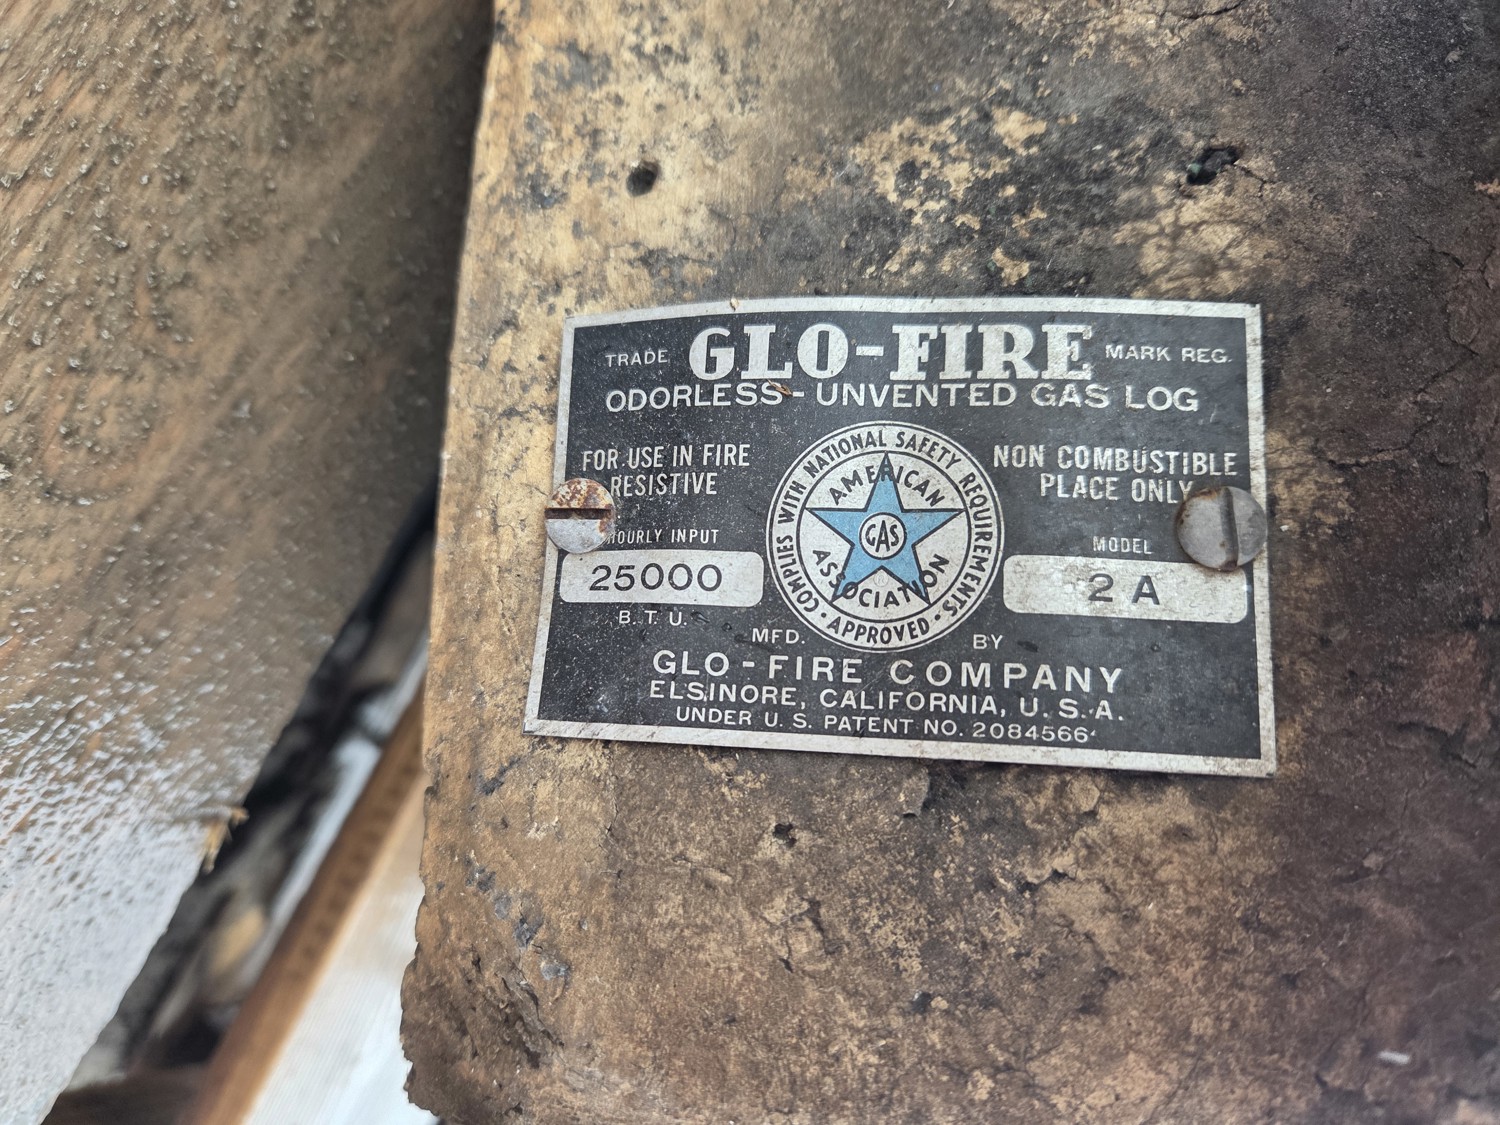 TRADE GLO-FIRE MARK REG.
ODORLESS - UNVENTED GAS LOG
FOR USE IN FIRE
RESISTIVE
NON COMBUSTIBLE
PLACE ONLY
HOURLY INPUT
25000
B. T. U.
COMPLIES WITH NATIONAL SAFETY REQUIREMENTS
· APPROVED ·
AMERICAN
GAS
ASSOCIATION
MODEL
2 A
MFD. BY
GLO - FIRE COMPANY
ELSINORE, CALIFORNIA, U. S. A.
UNDER U. S. PATENT NO. 2084566